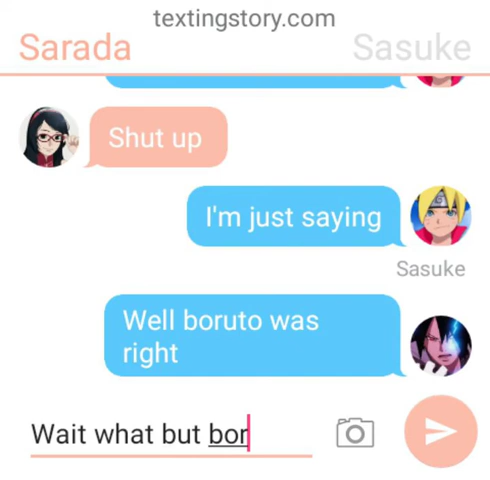 textingstory.com
Sarada
Sasuke
Shut up
I'm just saying
Sasuke
Well boruto was
right
Wait what but bor